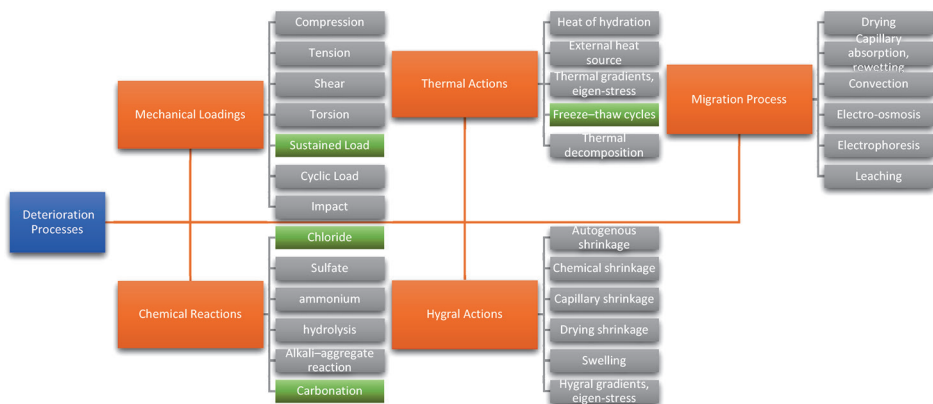 Deterioration
Processes
Mechanical Loadings
Compression
Tension
Shear
Torsion
Sustained Load
Cyclic Load
Impact
Chemical Reactions
Chloride
Sulfate
ammonium
hydrolysis
Alkali–aggregate
reaction
Carbonation
Thermal Actions
Heat of hydration
External heat
source
Thermal gradients,
eigen-stress
Freeze–thaw cycles
Thermal
decomposition
Hygral Actions
Autogenous
shrinkage
Chemical shrinkage
Capillary shrinkage
Drying shrinkage
Swelling
Hygral gradients,
eigen-stress
Migration Process
Drying
Capillary
absorption,
rewetting
Convection
Electro-osmosis
Electrophoresis
Leaching